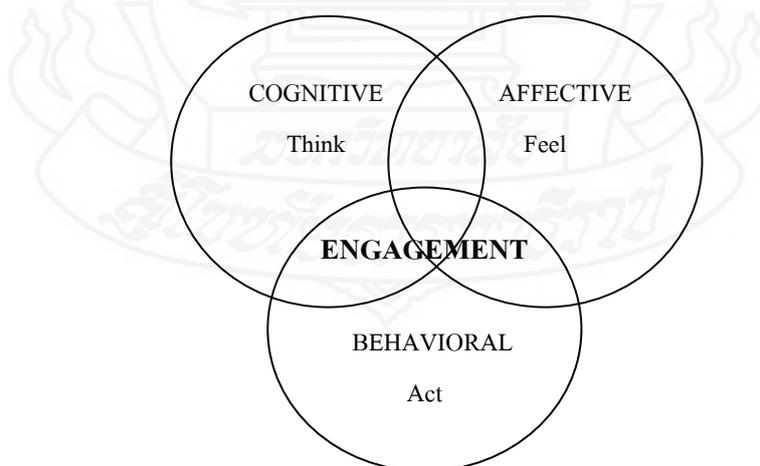 COGNITIVE
Think
AFFECTIVE
Feel
ENGAGEMENT
BEHAVIORAL
Act